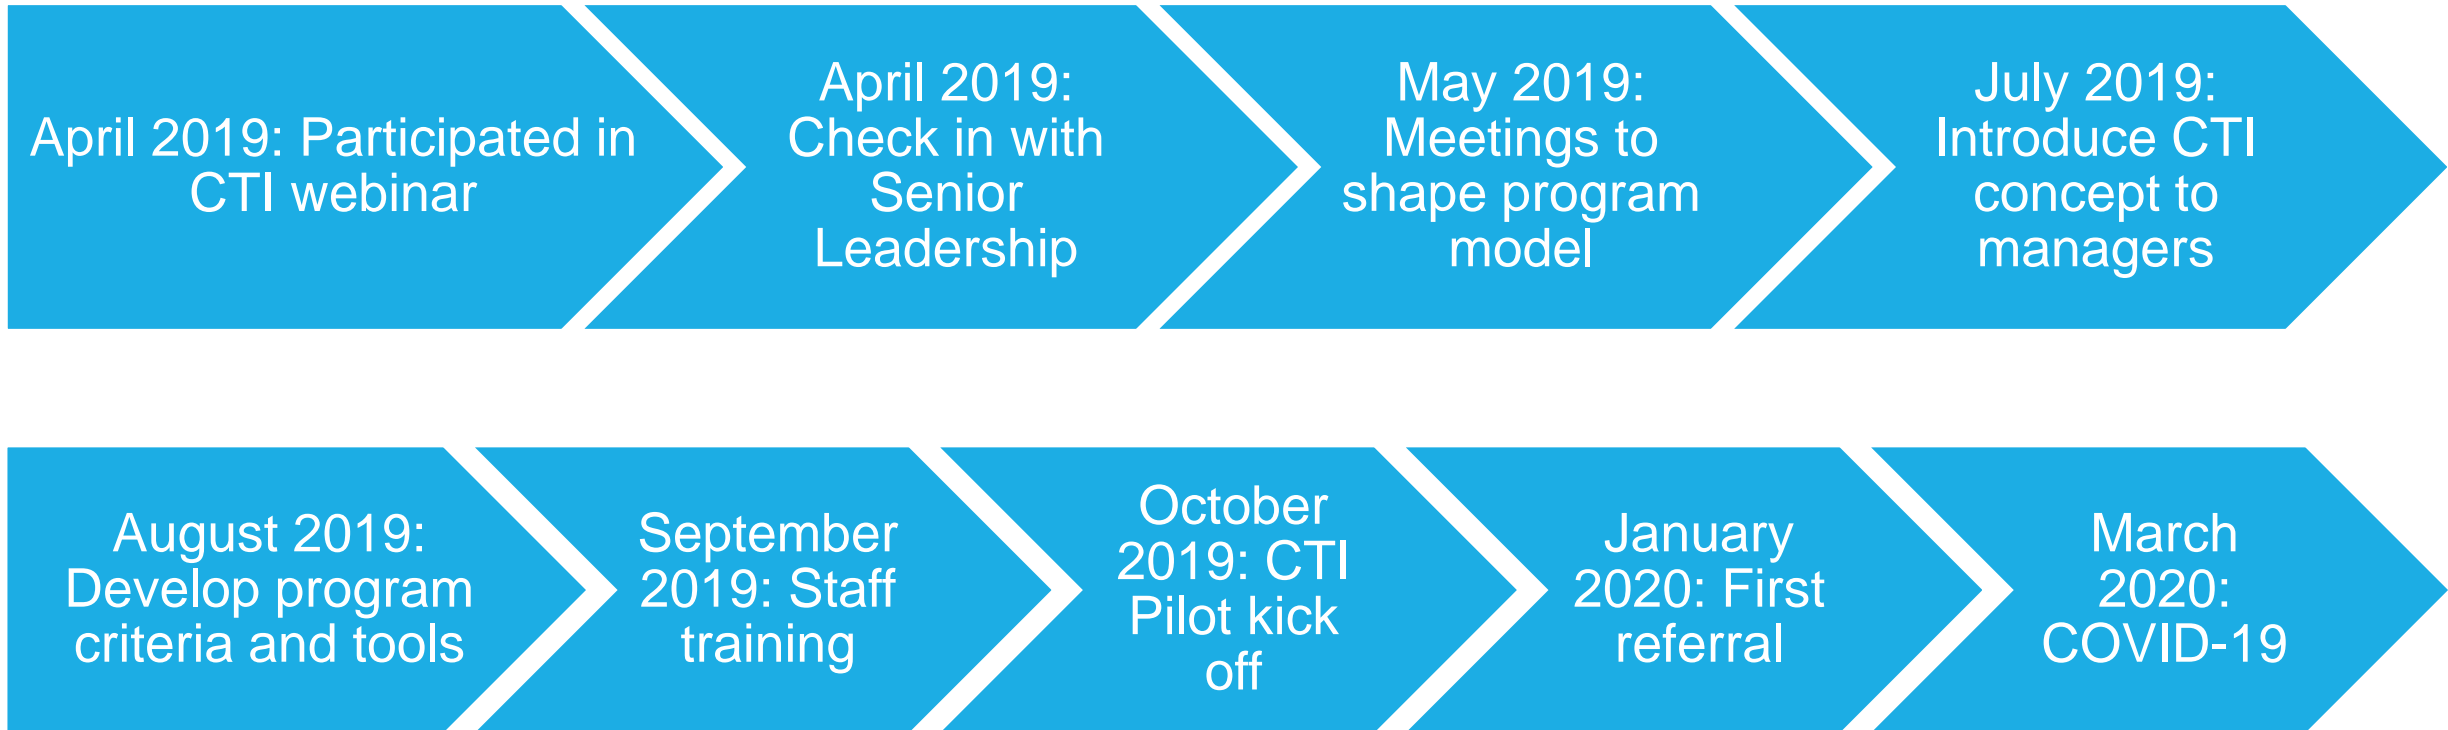 April 2019: Participated in
CTI webinar
April 2019:
Check in with
Senior
Leadership
May 2019:
Meetings to
shape program
model
July 2019:
Introduce CTI
concept to
managers
August 2019:
Develop program
criteria and tools
September
2019: Staff
training
October
2019: CTI
Pilot kick
off
January
2020: First
referral
March
2020:
COVID-19